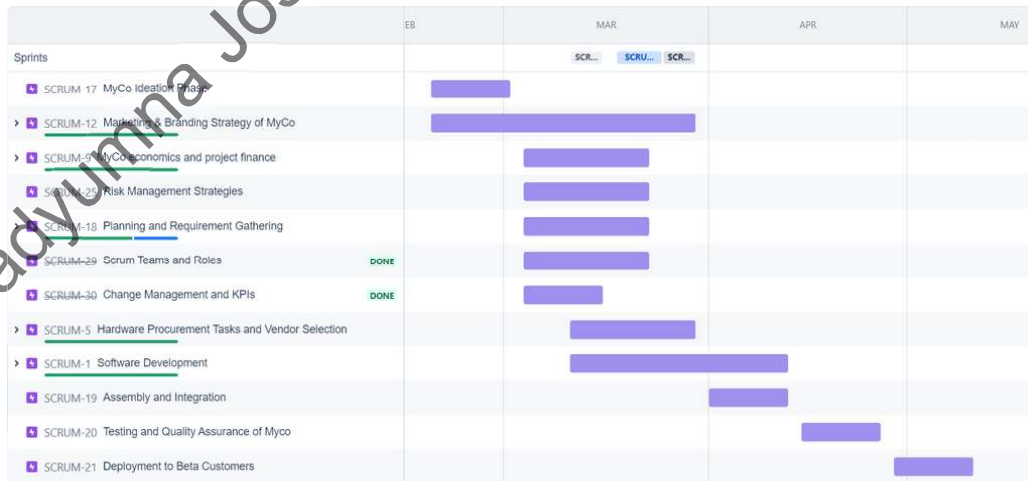 EB MAR APR MAY
Sprints SCR... SCRU... SCR...
SCRUM-17 MyCo Ideation Phase
SCRUM-12 Marketing & Branding Strategy of MyCo
SCRUM-9 MyCo economics and project finance
SCRUM-25 Risk Management Strategies
SCRUM-18 Planning and Requirement Gathering
SCRUM-29 Scrum Teams and Roles DONE
SCRUM-30 Change Management and KPIs DONE
SCRUM-5 Hardware Procurement Tasks and Vendor Selection
SCRUM-1 Software Development
SCRUM-19 Assembly and Integration
SCRUM-20 Testing and Quality Assurance of Myco
SCRUM-21 Deployment to Beta Customers
adyumna Jos